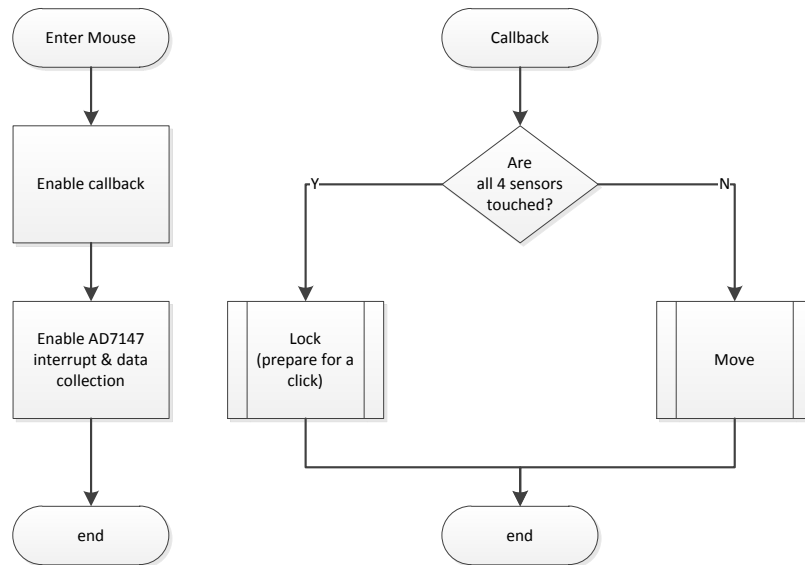 Enter Mouse
Enable callback
Enable AD7147
interrupt & data
collection
end
Callback
Are
all 4 sensors
touched?
Y
N
Lock
(prepare for a
click)
Move
end